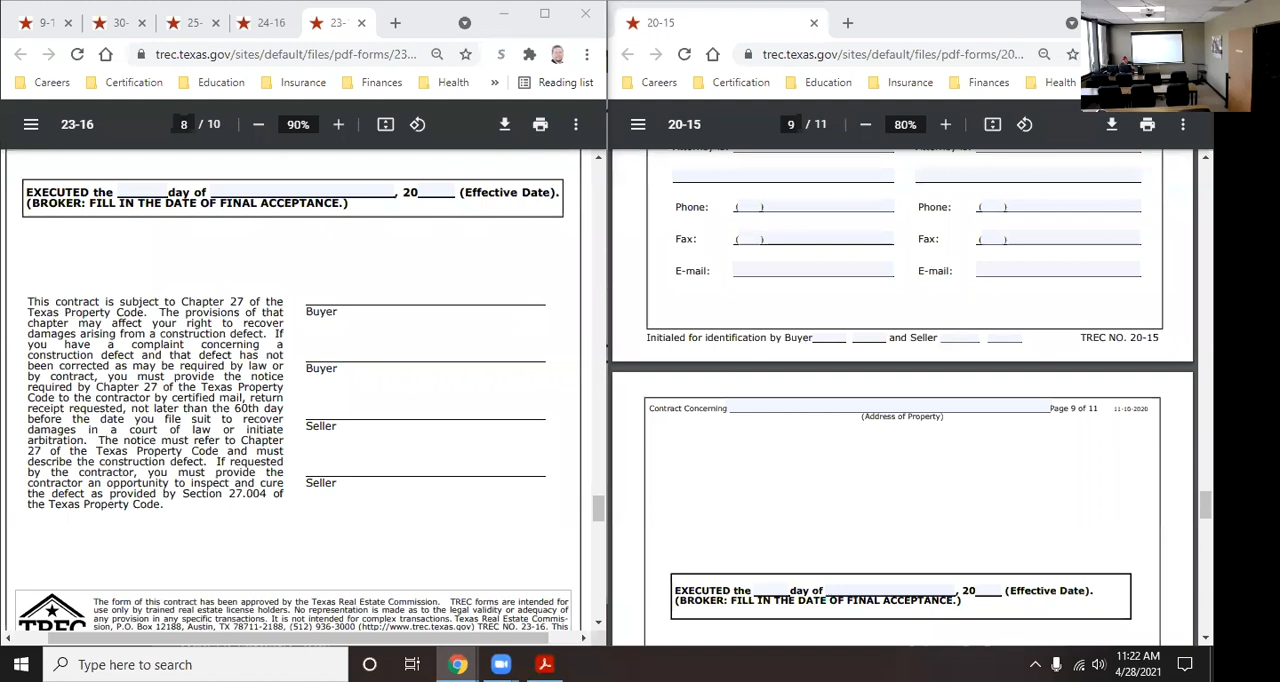 9-1
30-
25-
24-16
23-
20-15
trec.texas.gov/sites/default/files/pdf-forms/23...
trec.texas.gov/sites/default/files/pdf-forms/20...
Careers
Certification
Education
Insurance
Finances
Health
»
Reading list
Careers
Certification
Education
Insurance
Finances
Health
23-16
8 / 10
90%
20-15
9 / 11
80%
EXECUTED the day of , 20 (Effective Date).
(BROKER: FILL IN THE DATE OF FINAL ACCEPTANCE.)
This contract is subject to Chapter 27 of the
Texas Property Code. The provisions of that
chapter may affect your right to recover
damages arising from a construction defect. If
you have a complaint concerning a
construction defect and that defect has not
been corrected as may be required by law or
by contract, you must provide the notice
required by Chapter 27 of the Texas Property
Code to the contractor by certified mail, return
receipt requested, not later than the 60th day
before the date you file suit to recover
damages in a court of law or initiate
arbitration. The notice must refer to Chapter
27 of the Texas Property Code and must
describe the construction defect. If requested
by the contractor, you must provide the
contractor an opportunity to inspect and cure
the defect as provided by Section 27.004 of
the Texas Property Code.
Buyer
Buyer
Seller
Seller
TREC
The form of this contract has been approved by the Texas Real Estate Commission. TREC forms are intended for
use only by trained real estate license holders. No representation is made as to the legal validity or adequacy of
any provision in any specific transactions. It is not intended for complex transactions. Texas Real Estate Commis-
sion, P.O. Box 12188, Austin, TX 78711-2188, (512) 936-3000 (http://www.trec.texas.gov) TREC NO. 23-16. This
Phone: ( ) Phone: ( )
Fax: ( ) Fax: ( )
E-mail: E-mail:
Initialed for identification by Buyer and Seller TREC NO. 20-15
Contract Concerning Page 9 of 11 11-10-2020
(Address of Property)
EXECUTED the day of , 20 (Effective Date).
(BROKER: FILL IN THE DATE OF FINAL ACCEPTANCE.)
Type here to search
11:22 AM
4/28/2021